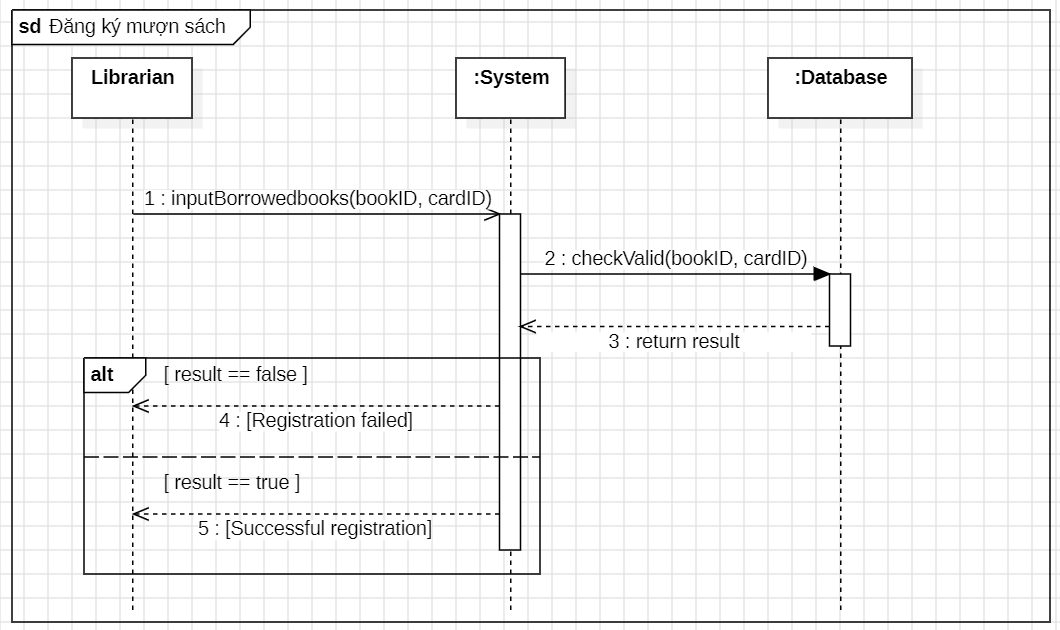 sd Đăng ký mượn sách
Librarian
:System
:Database
1 : inputBorrowedbooks(bookID, cardID)
2 : checkValid(bookID, cardID)
3 : return result
alt
[ result == false ]
4 : [Registration failed]
[ result == true ]
5 : [Successful registration]